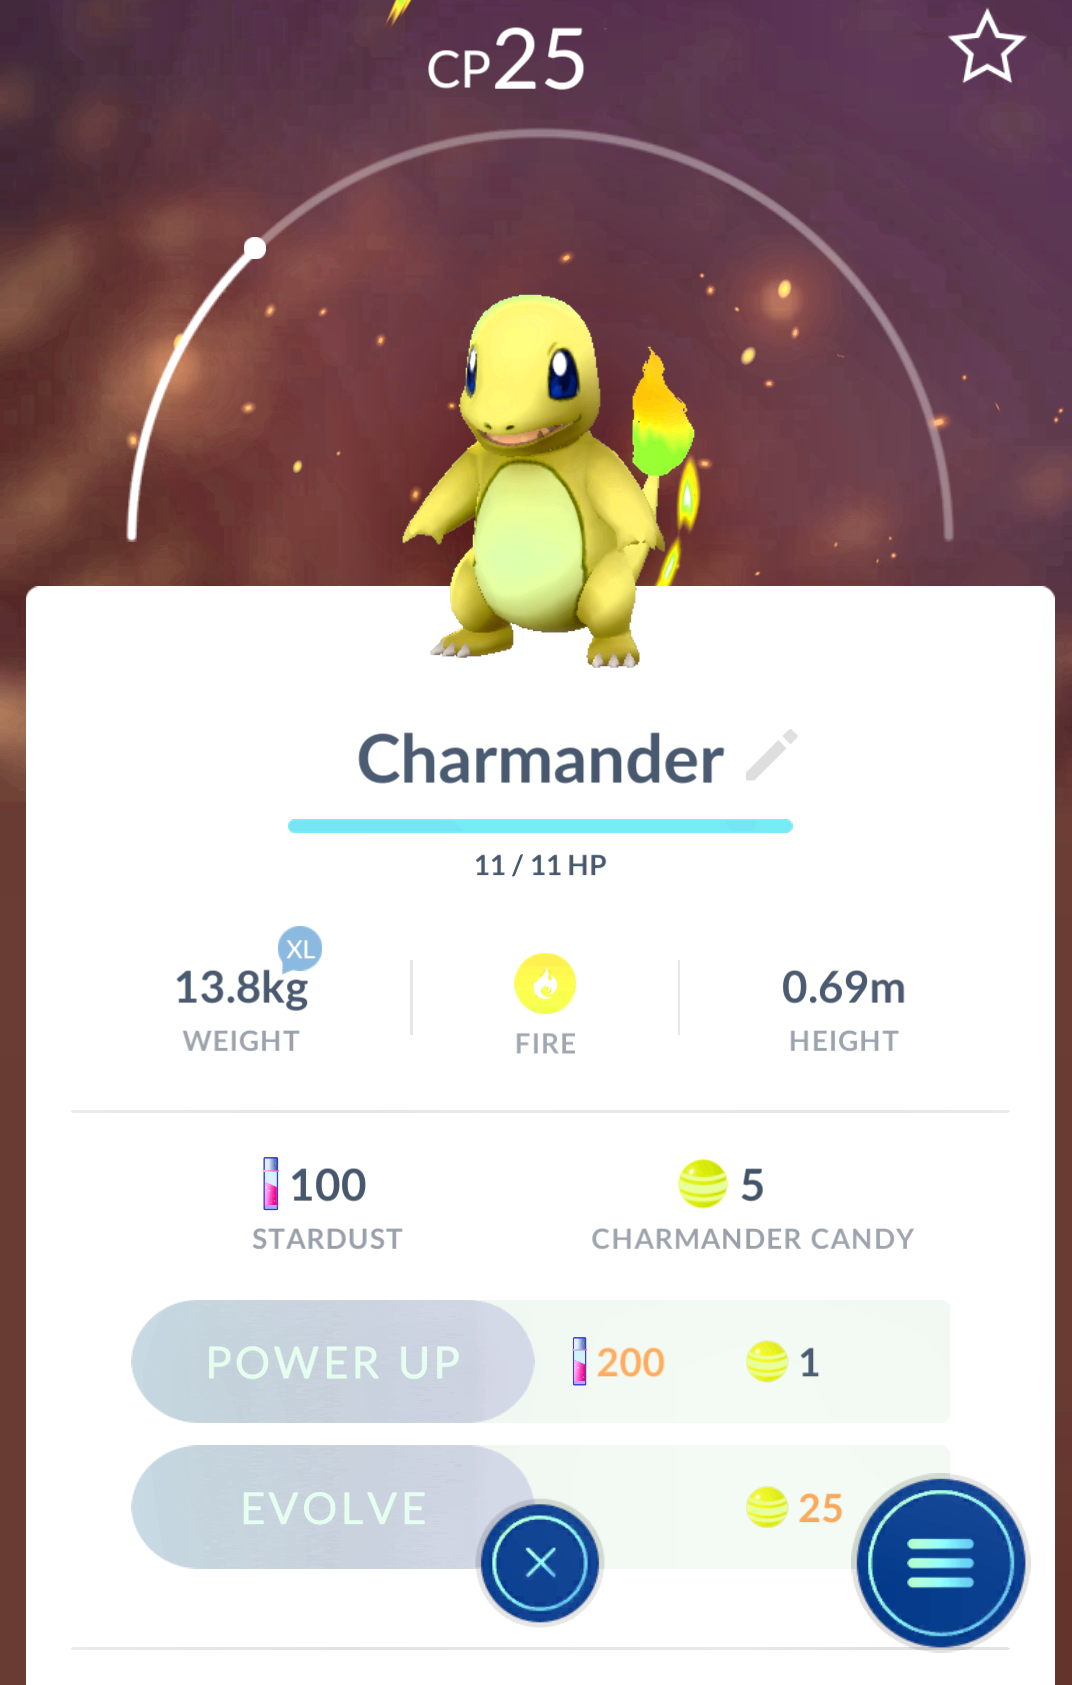 CP25
Charmander
11 / 11 HP
XL
13.8kg
WEIGHT
FIRE
0.69m
HEIGHT
100
STARDUST
5
CHARMANDER CANDY
POWER UP 200 1
EVOLVE 25